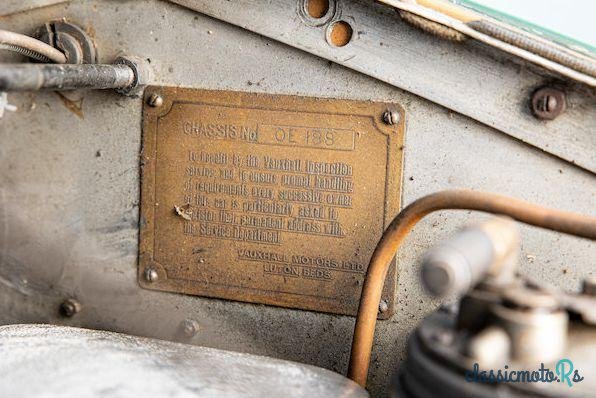 CHASSIS No. OE 188
To benefit by the Vauxhall inspection
service, and to ensure prompt handling
of requirements every successive owner
of this car is particularly asked to
register their permanent address with
the Service Department.
VAUXHALL MOTORS LTD
LUTON BEDS.
classicmoto.Rs